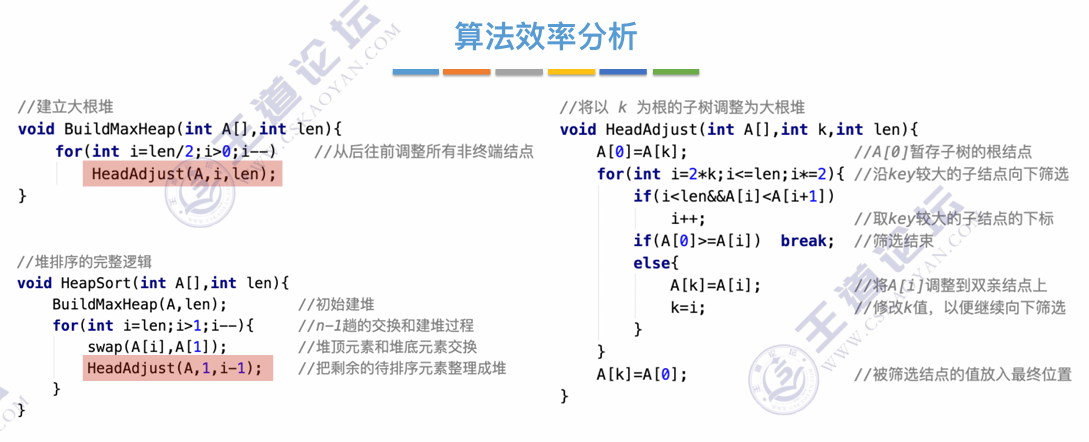 算法效率分析
//建立大根堆
void BuildMaxHeap(int A[],int len){
for(int i=len/2;i>0;i--) //从后往前调整所有非终端结点
HeadAdjust(A,i,len);
}
//堆排序的完整逻辑
void HeapSort(int A[],int len){
BuildMaxHeap(A,len); //初始建堆
for(int i=len;i>1;i--){ //n-1趟的交换和建堆过程
swap(A[i],A[1]); //堆顶元素和堆底元素交换
HeadAdjust(A,1,i-1); //把剩余的待排序元素整理成堆
}
}
//将以 k 为根的子树调整为大根堆
void HeadAdjust(int A[],int k,int len){
A[0]=A[k]; //A[0]暂存子树的根结点
for(int i=2*k;i<=len;i*=2){ //沿key较大的子结点向下筛选
if(i<len&&A[i]<A[i+1])
i++; //取key较大的子结点的下标
if(A[0]>=A[i]) break; //筛选结束
else{
A[k]=A[i]; //将A[i]调整到双亲结点上
k=i; //修改k值，以便继续向下筛选
}
}
A[k]=A[0]; //被筛选结点的值放入最终位置
}
王道论坛
WWW.CSKAOYAN.COM
王道论坛
WWW.CSKAOYAN.COM